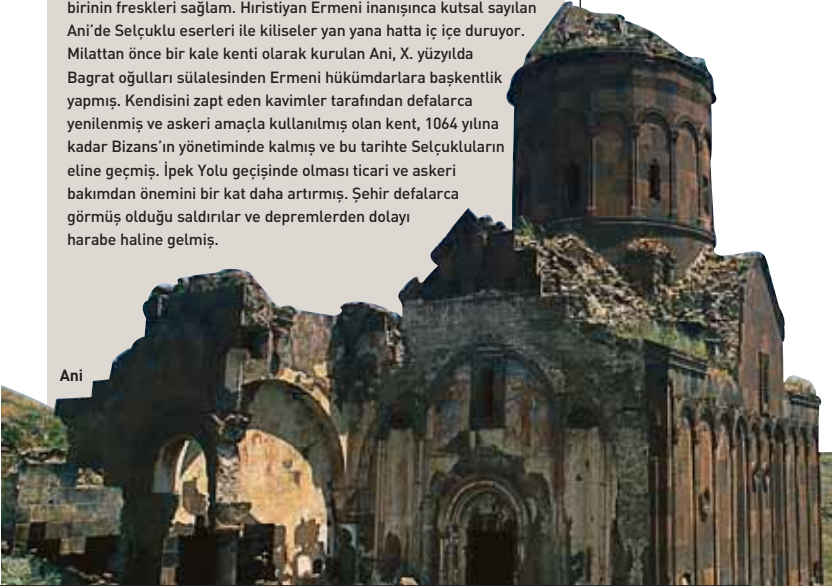 birinin freskleri sağlam. Hıristiyan Ermeni inanışınca kutsal sayılan
Ani’de Selçuklu eserleri ile kiliseler yan yana hatta iç içe duruyor.
Milattan önce bir kale kenti olarak kurulan Ani, X. yüzyılda
Bagrat oğulları sülalesinden Ermeni hükümdarlara başkentlik
yapmış. Kendisini zapt eden kavimler tarafından defalarca
yenilenmiş ve askeri amaçla kullanılmış olan kent, 1064 yılına
kadar Bizans’ın yönetiminde kalmış ve bu tarihte Selçukluların
eline geçmiş. İpek Yolu geçişinde olması ticari ve askeri
bakımdan önemini bir kat daha artırmış. Şehir defalarca
görmüş olduğu saldırılar ve depremlerden dolayı
harabe haline gelmiş.
Ani